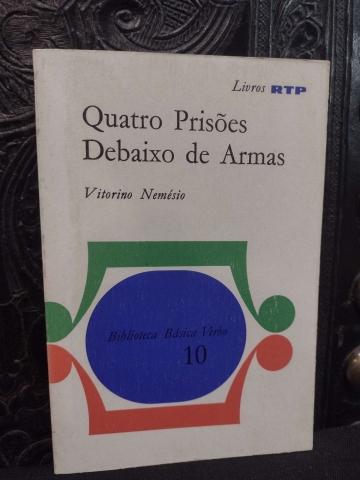 Livros RTP
Quatro Prisões
Debaixo de Armas
Vitorino Nemésio
Biblioteca Básica Verbo
10